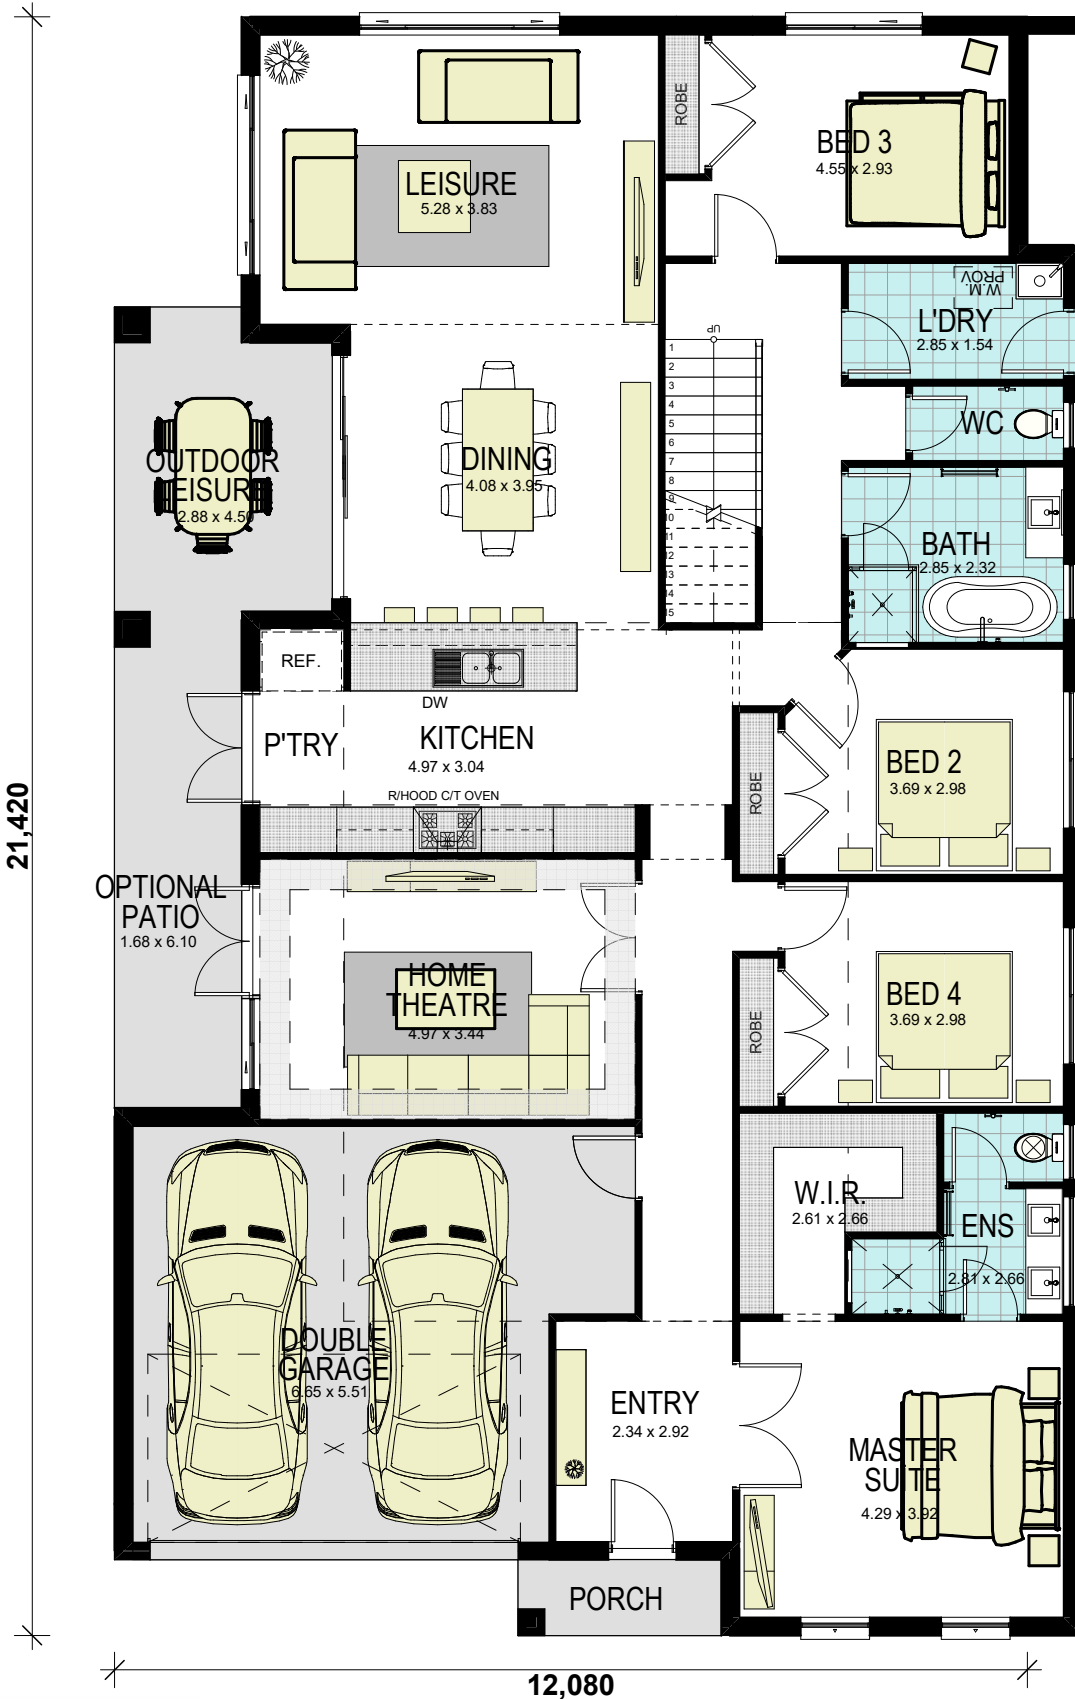 ROBE
BED 3
4.55 x 2.93
LEISURE
5.28 x 3.83
W.M.
PROV
L'DRY
2.85 x 1.54
UP
1
2
3
4
5
6
7
8
9
10
11
12
13
14
15
WC
OUTDOOR
LEISURE
2.88 x 4.50
DINING
4.08 x 3.95
BATH
2.85 x 2.32
REF.
DW
P'TRY
KITCHEN
4.97 x 3.04
R/HOOD C/T OVEN
ROBE
BED 2
3.69 x 2.98
21,420
OPTIONAL
PATIO
1.68 x 6.10
HOME
THEATRE
4.97 x 3.44
ROBE
BED 4
3.69 x 2.98
W.I.R.
2.61 x 2.66
ENS
2.81 x 2.66
DOUBLE
GARAGE
6.65 x 5.51
ENTRY
2.34 x 2.92
MASTER
SUITE
4.29 x 3.92
PORCH
12,080